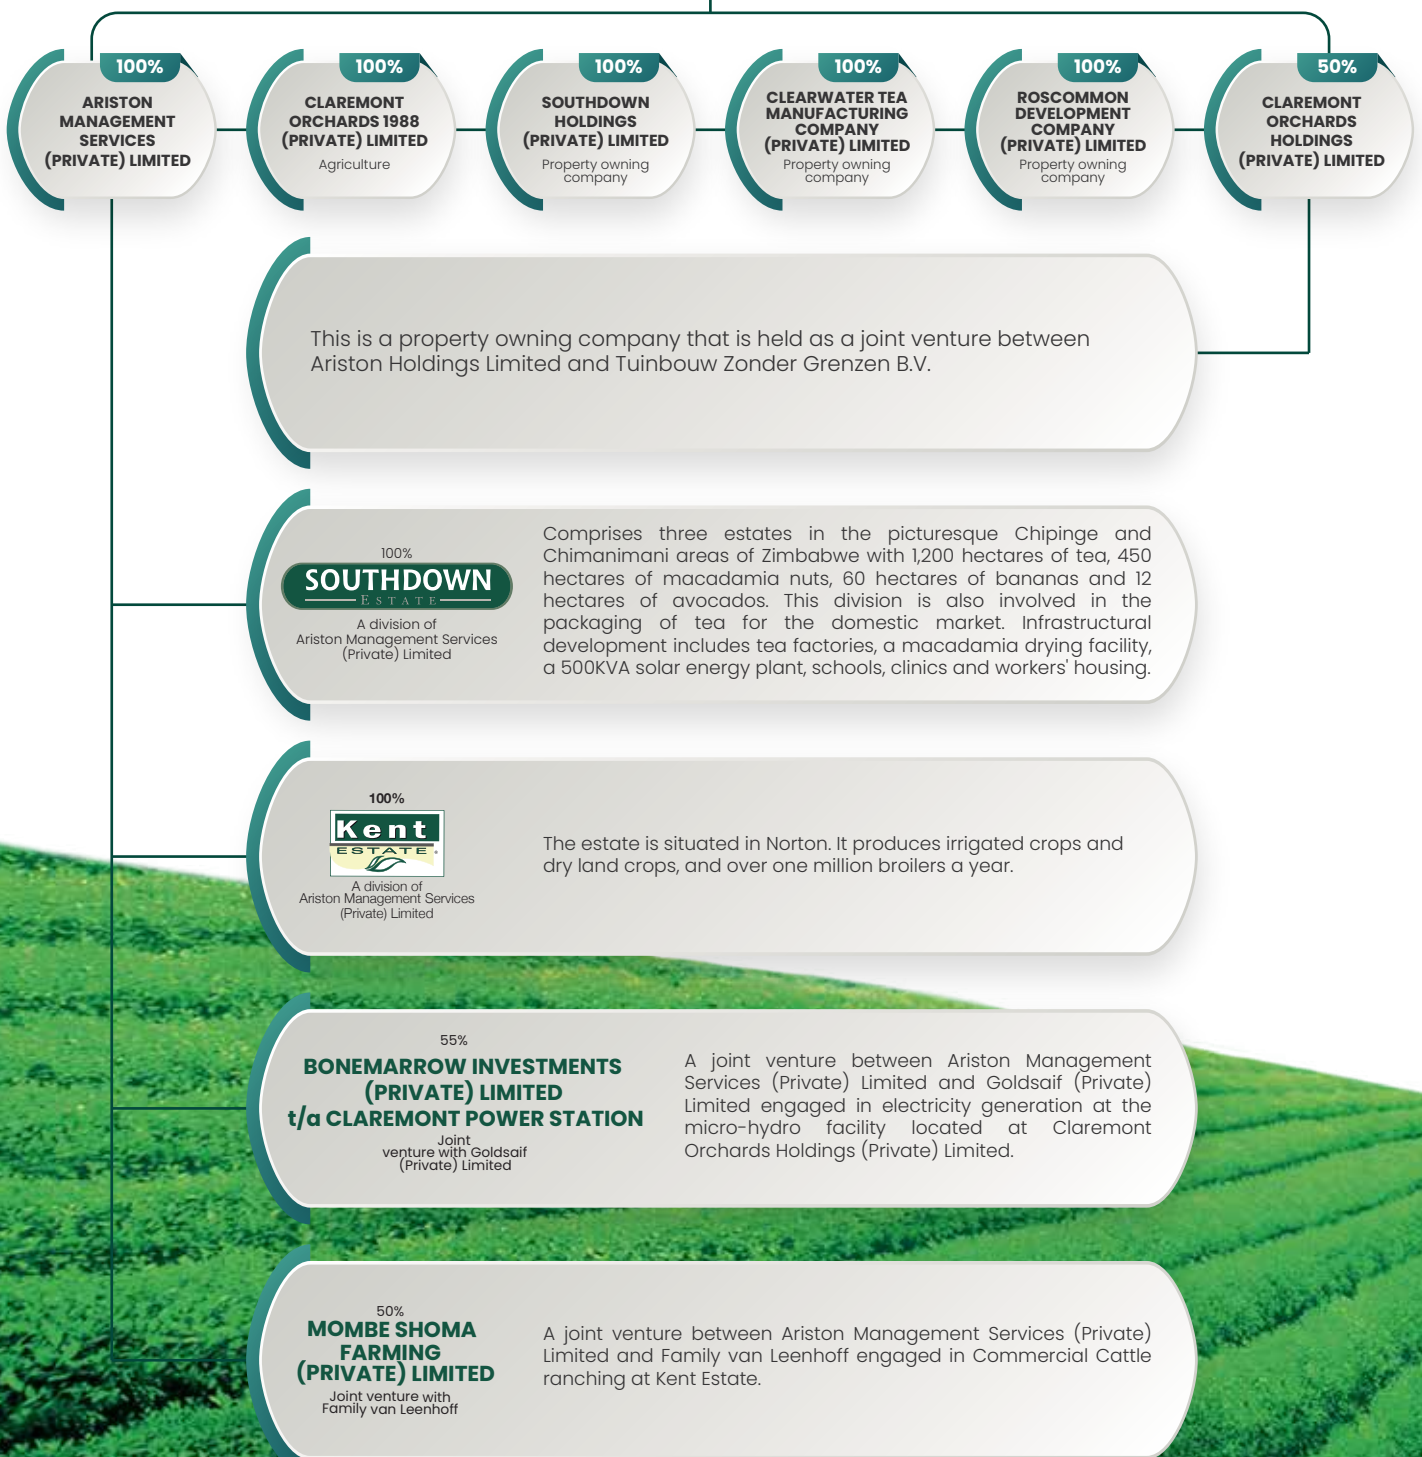 100%
ARISTON
MANAGEMENT
SERVICES
(PRIVATE) LIMITED
100%
CLAREMONT
ORCHARDS 1988
(PRIVATE) LIMITED
Agriculture
100%
SOUTHDOWN
HOLDINGS
(PRIVATE) LIMITED
Property owning
company
100%
CLEARWATER TEA
MANUFACTURING
COMPANY
(PRIVATE) LIMITED
Property owning
company
100%
ROSCOMMON
DEVELOPMENT
COMPANY
(PRIVATE) LIMITED
Property owning
company
50%
CLAREMONT
ORCHARDS
HOLDINGS
(PRIVATE) LIMITED
This is a property owning company that is held as a joint venture between
Ariston Holdings Limited and Tuinbouw Zonder Grenzen B.V.
100%
SOUTHDOWN
ESTATE
A division of
Ariston Management Services
(Private) Limited
Comprises three estates in the picturesque Chipinge and
Chimanimani areas of Zimbabwe with 1,200 hectares of tea, 450
hectares of macadamia nuts, 60 hectares of bananas and 12
hectares of avocados. This division is also involved in the
packaging of tea for the domestic market. Infrastructural
development includes tea factories, a macadamia drying facility,
a 500KVA solar energy plant, schools, clinics and workers' housing.
100%
Kent
ESTATE
A division of
Ariston Management Services
(Private) Limited
The estate is situated in Norton. It produces irrigated crops and
dry land crops, and over one million broilers a year.
55%
BONEMARROW INVESTMENTS
(PRIVATE) LIMITED
t/a CLAREMONT POWER STATION
Joint
venture with Goldsaif
(Private) Limited
A joint venture between Ariston Management
Services (Private) Limited and Goldsaif (Private)
Limited engaged in electricity generation at the
micro-hydro facility located at Claremont
Orchards Holdings (Private) Limited.
50%
MOMBE SHOMA
FARMING
(PRIVATE) LIMITED
Joint venture with
Family van Leenhoff
A joint venture between Ariston Management Services (Private)
Limited and Family van Leenhoff engaged in Commercial Cattle
ranching at Kent Estate.